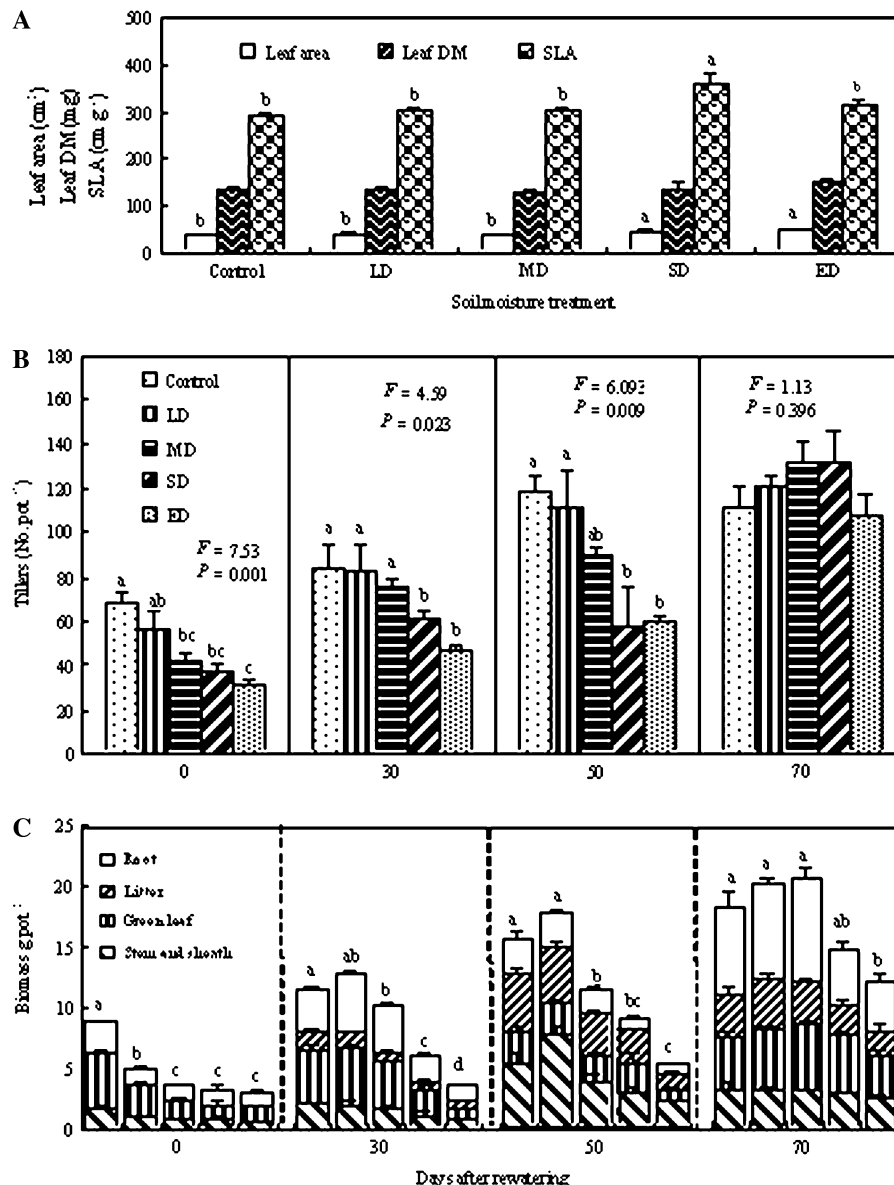 A
500
400
300
200
100
0
Leaf area (cm²)
Leaf DM (mg)
SLA (cm g⁻)
Leaf area Leaf DM SLA
b b b a b
b b b a a
Control LD MD SD ED
Soil moisture treatment
B
180
160
140
120
100
80
60
40
20
0
Tillers (No. pot⁻)
Control
LD
MD
SD
ED
F = 7.53
P = 0.001
F = 4.59
P = 0.023
F = 6.093
P = 0.009
F = 1.13
P = 0.396
a ab bc bc c
a a a b b
a a ab b b
0 30 50 70
C
25
20
15
10
5
0
Biomass g pot⁻
Root
Litter
Green leaf
Stem and sheath
a b c c c
a ab b c d
a a b bc c
a a a ab b
0 30 50 70
Days after rewatering